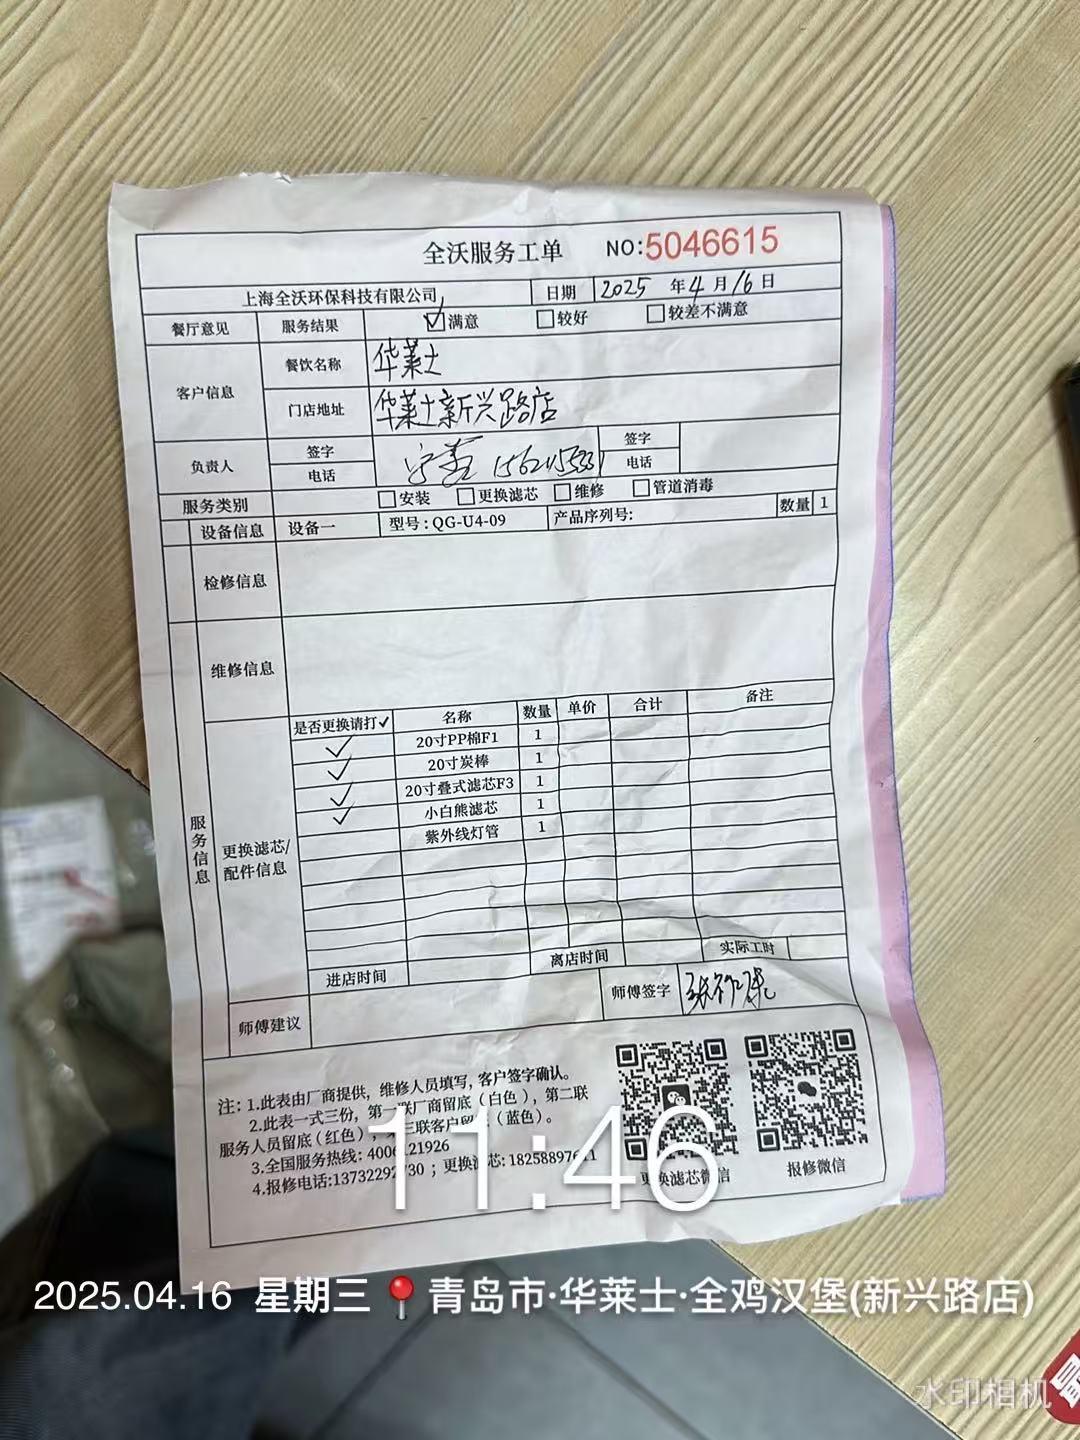 全沃服务工单 NO:5046615
上海全沃环保科技有限公司 日期 2025 年 4 月 16 日
餐厅意见 服务结果 ☑满意 □较好 □较差不满意
客户信息 餐饮名称 华莱士
门店地址 华莱士新兴路店
负责人 签字 签字
电话 电话
服务类别 □安装 □更换滤芯 □维修 □管道消毒
设备信息 设备一 型号:QG-U4-09 产品序列号: 数量 1
检修信息
维修信息
服务信息
更换滤芯/配件信息
是否更换请打✓ 名称 数量 单价 合计 备注
✓ 20寸PP棉F1 1
✓ 20寸炭棒 1
✓ 20寸叠式滤芯F3 1
✓ 小白熊滤芯 1
紫外线灯管 1
进店时间 离店时间 实际工时
师傅建议 师傅签字
注:1.此表由厂商提供,维修人员填写,客户签字确认。
2.此表一式三份,第一联厂商留底(白色),第二联
服务人员留底(红色),第三联客户留底(蓝色)。
3.全国服务热线:
4.报修电话: ;更换滤芯:
更换滤芯微信 报修微信
11:46
2025.04.16 星期三 青岛市·华莱士·全鸡汉堡(新兴路店)
水印相机